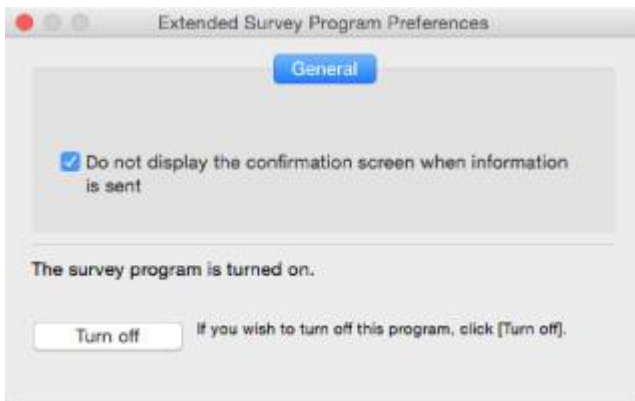 Extended Survey Program Preferences
General
Do not display the confirmation screen when information
is sent
The survey program is turned on.
Turn off
If you wish to turn off this program, click [Turn off].